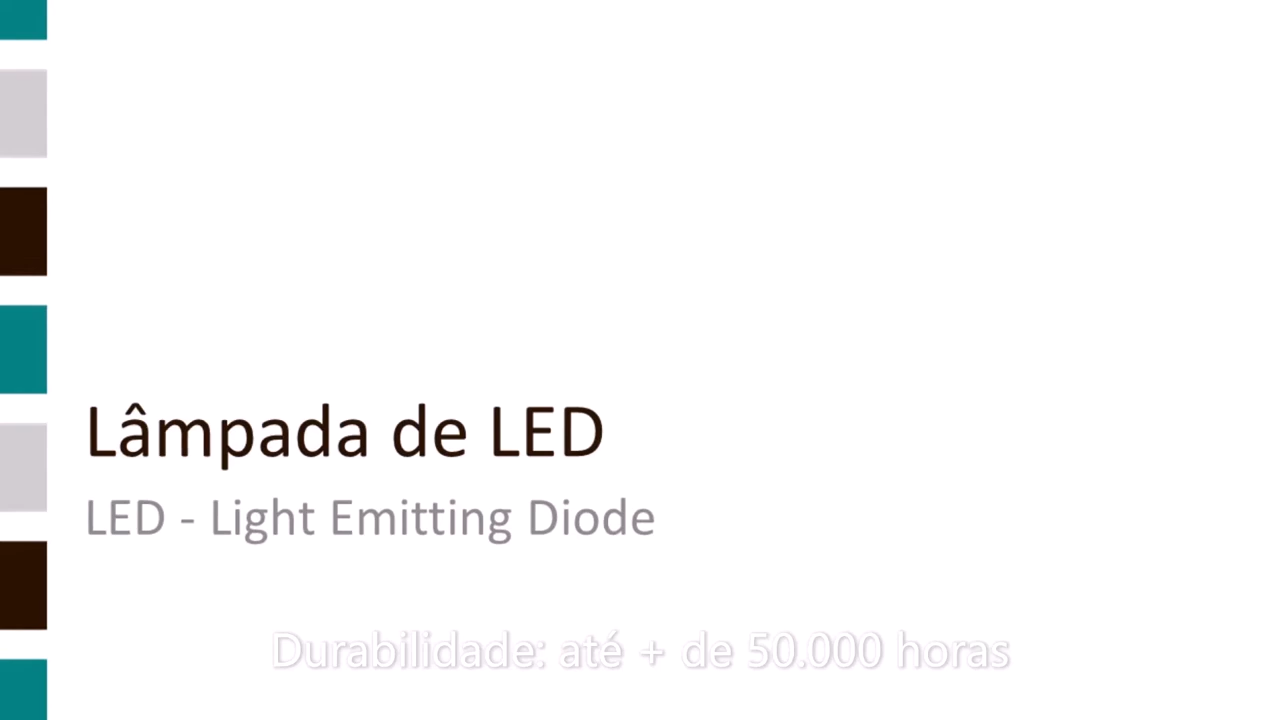 Lâmpada de LED
LED - Light Emitting Diode
Durabilidade: até + de 50.000 horas